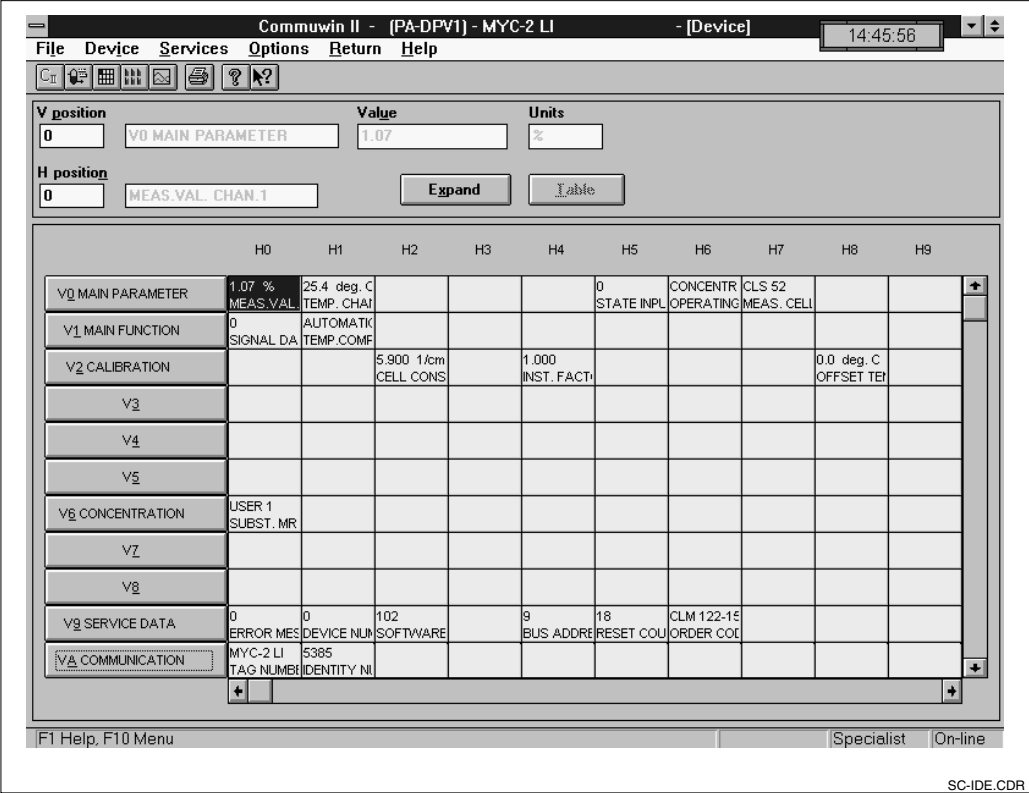 Commuwin II - (PA-DPV1) - MYC-2 LI - [Device]
14:45:56
File Device Services Options Return Help
V position Value Units
0 V0 MAIN PARAMETER 1.07 %
H position
0 MEAS.VAL. CHAN.1 Expand Table
H0 H1 H2 H3 H4 H5 H6 H7 H8 H9
V0 MAIN PARAMETER
1.07 % 25.4 deg. C 0 CONCENTR CLS 52
MEAS.VAL. TEMP. CHAN STATE INPU OPERATING MEAS. CELL
V1 MAIN FUNCTION
0 AUTOMATIC
SIGNAL DA TEMP.COMP
V2 CALIBRATION
5.900 1/cm 1.000 0.0 deg. C
CELL CONS INST. FACT OFFSET TEM
V3
V4
V5
V6 CONCENTRATION
USER 1
SUBST. MR
V7
V8
V9 SERVICE DATA
0 0 102 9 18 CLM 122-15
ERROR MES DEVICE NUM SOFTWARE BUS ADDRE RESET COU ORDER COD
VA COMMUNICATION
MYC-2 LI 5385
TAG NUMBE IDENTITY NU
F1 Help, F10 Menu Specialist On-line
SC-IDE.CDR